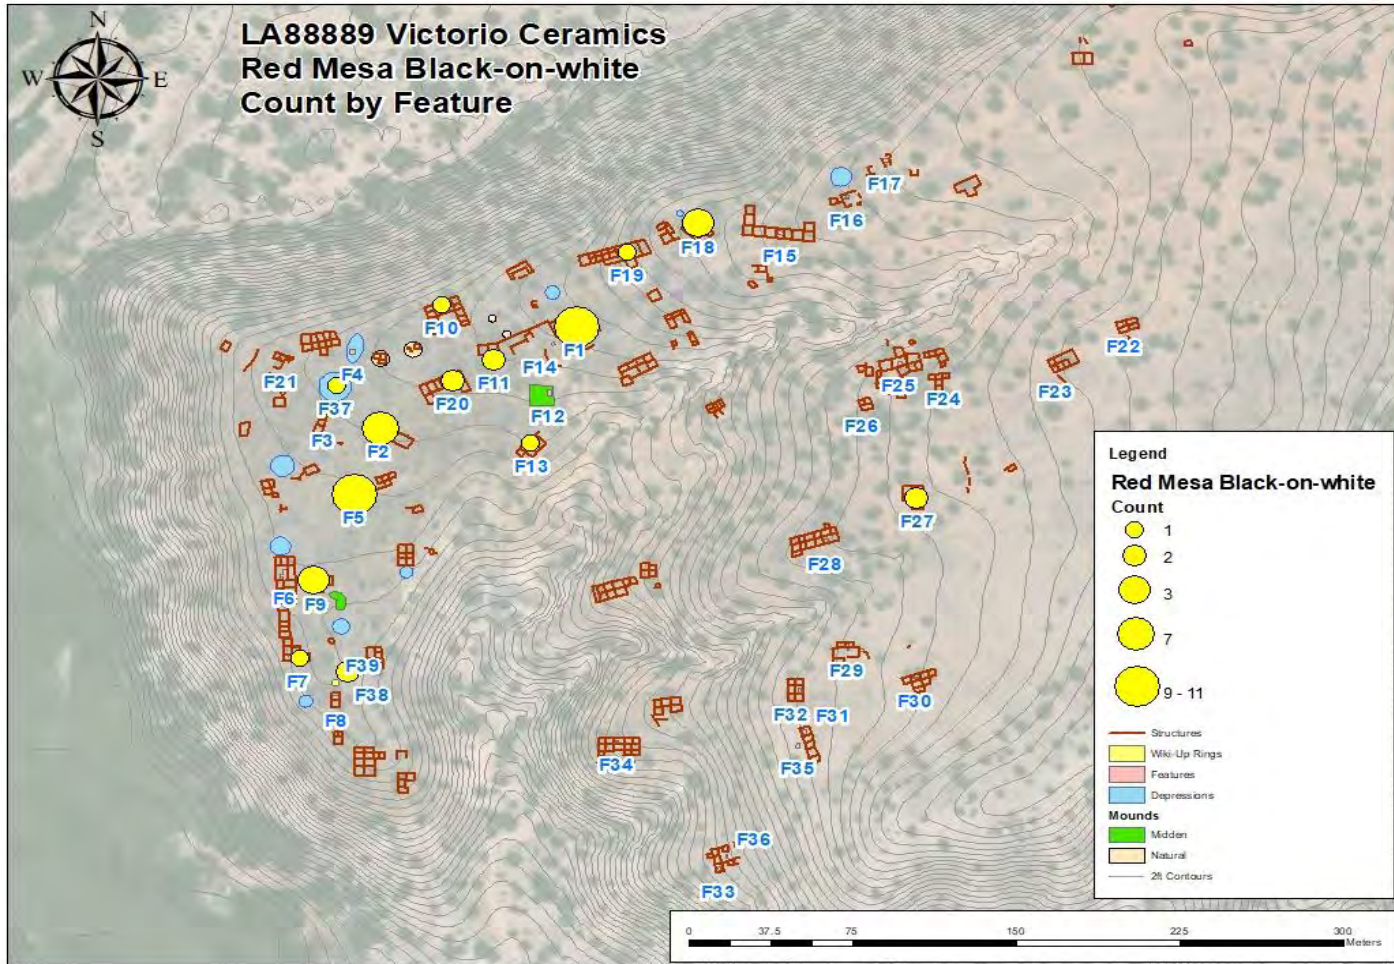 N
LA88889 Victorio Ceramics
Red Mesa Black-on-white
Count by Feature
W
E
S
F17
F16
F18
F15
F19
F10
F1
F22
F21
F4
F11
F14
F25
F23
F37
F20
F24
F12
F26
F3
F2
F13
F5
F27
F28
F6
F9
F7
F39
F29
F38
F30
F8
F32
F31
F34
F35
F36
F33
Legend
Red Mesa Black-on-white
Count
1
2
3
7
9 - 11
Structures
Wiki-Up Rings
Features
Depressions
Mounds
Midden
Natural
2ft Contours
0 37.5 75 150 225 300
Meters